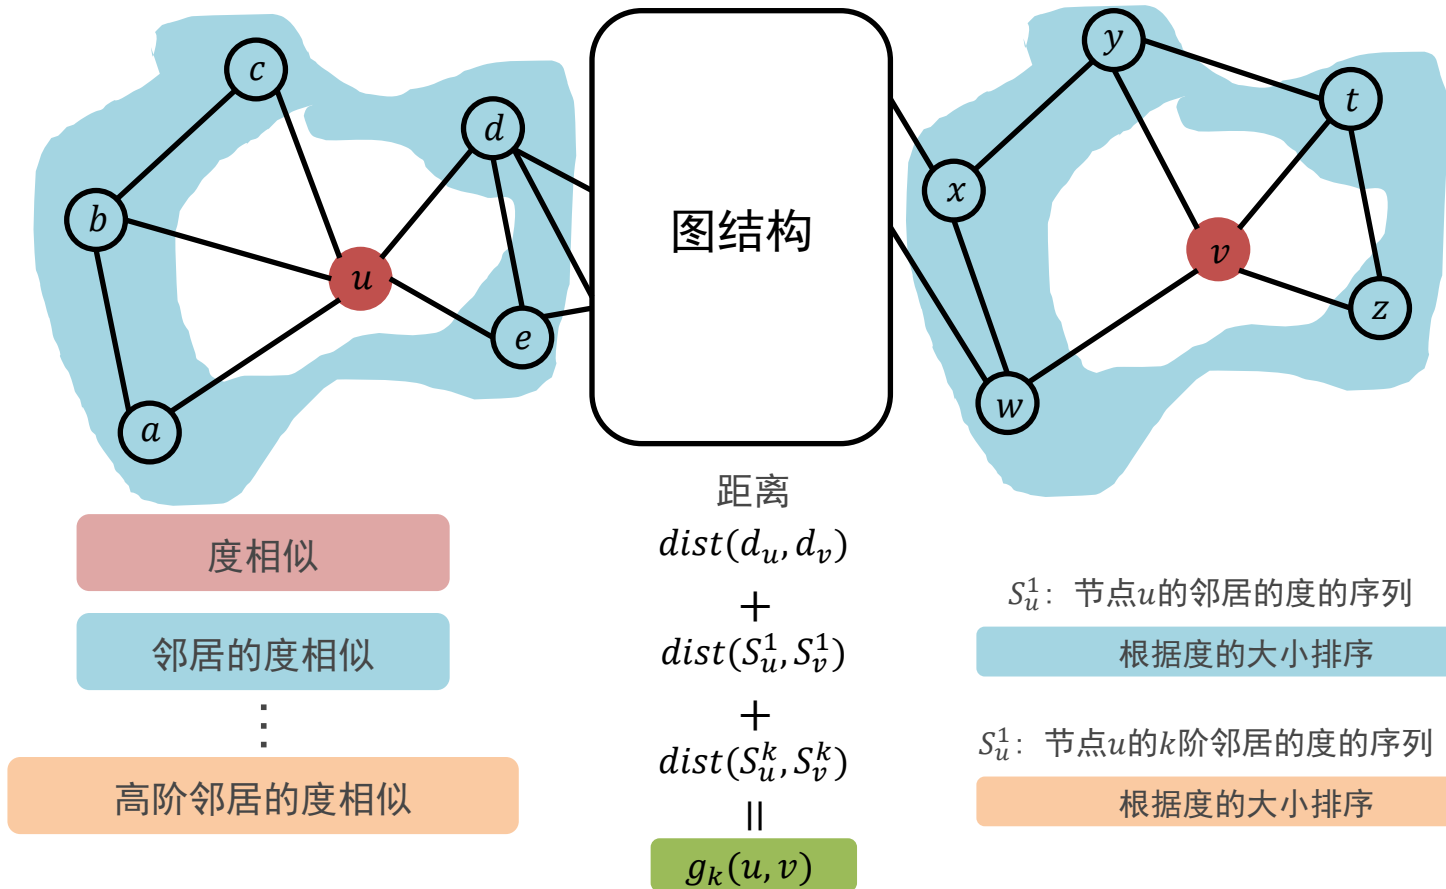 c
b
a
u
d
e
图结构
y
t
x
v
z
w
距离
度相似
dist(d_u, d_v)
+
邻居的度相似
dist(S_u^1, S_v^1)
+
⋮
高阶邻居的度相似
dist(S_u^k, S_v^k)
=
g_k(u, v)
S_u^1: 节点u的邻居的度的序列
根据度的大小排序
S_u^1: 节点u的k阶邻居的度的序列
根据度的大小排序